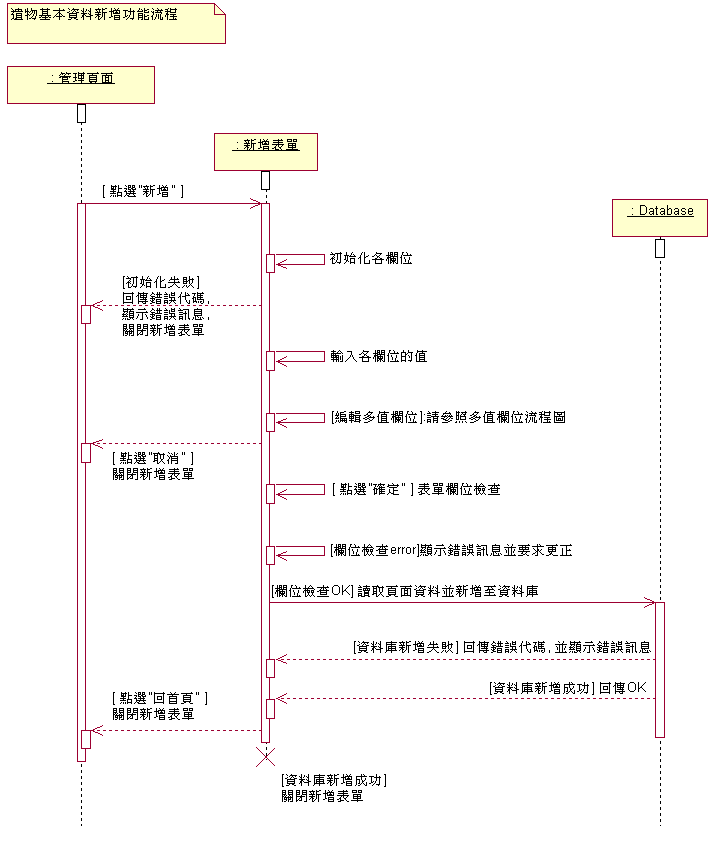 遺物基本資料新增功能流程
: 管理頁面
: 新增表單
[ 點選"新增" ]
: Database
初始化各欄位
[初始化失敗]
回傳錯誤代碼,
顯示錯誤訊息,
關閉新增表單
輸入各欄位的值
[編輯多值欄位]:請參照多值欄位流程圖
[ 點選"取消" ]
關閉新增表單
[ 點選"確定" ] 表單欄位檢查
[欄位檢查error]顯示錯誤訊息並要求更正
[欄位檢查OK] 讀取頁面資料並新增至資料庫
[資料庫新增失敗] 回傳錯誤代碼, 並顯示錯誤訊息
[資料庫新增成功] 回傳OK
[ 點選"回首頁" ]
關閉新增表單
[資料庫新增成功]
關閉新增表單